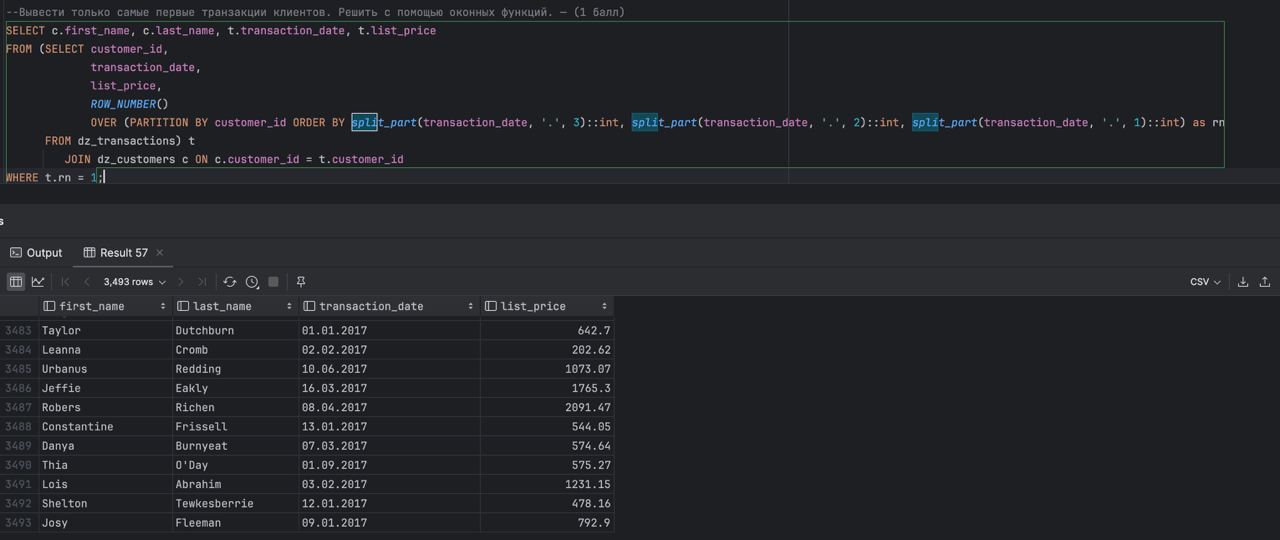 --Вывести только самые первые транзакции клиентов. Решить с помощью оконных функций. — (1 балл)
SELECT c.first_name, c.last_name, t.transaction_date, t.list_price
FROM (SELECT customer_id,
transaction_date,
list_price,
ROW_NUMBER()
OVER (PARTITION BY customer_id ORDER BY split_part(transaction_date, '.', 3)::int, split_part(transaction_date, '.', 2)::int, split_part(transaction_date, '.', 1)::int) as rn
FROM dz_transactions) t
JOIN dz_customers c ON c.customer_id = t.customer_id
WHERE t.rn = 1;
s
Output Result 57
3,493 rows CSV
first_name last_name transaction_date list_price
3483 Taylor Dutchburn 01.01.2017 642.7
3484 Leanna Cromb 02.02.2017 202.62
3485 Urbanus Redding 10.06.2017 1073.07
3486 Jeffie Eakly 16.03.2017 1765.3
3487 Robers Richen 08.04.2017 2091.47
3488 Constantine Frissell 13.01.2017 544.05
3489 Danya Burnyeat 07.03.2017 574.64
3490 Thia O'Day 01.09.2017 575.27
3491 Lois Abrahim 03.02.2017 1231.15
3492 Shelton Tewkesberrie 12.01.2017 478.16
3493 Josy Fleeman 09.01.2017 792.9